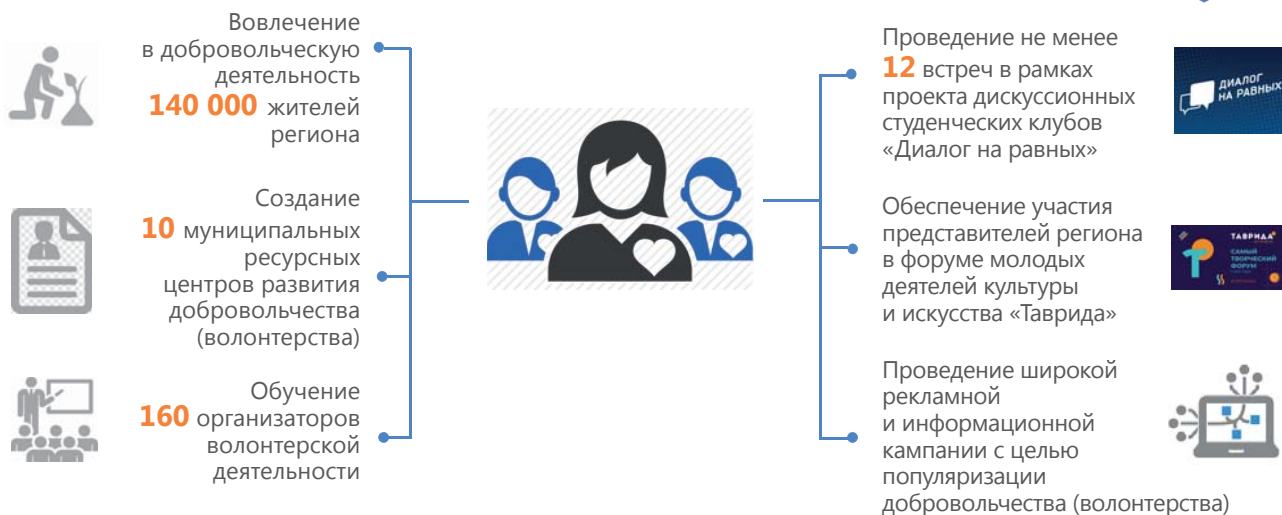 Вовлечение
в добровольческую
деятельность
140 000 жителей
региона
Создание
10 муниципальных
ресурсных
центров развития
добровольчества
(волонтерства)
Обучение
160 организаторов
волонтерской
деятельности
Проведение не менее
12 встреч в рамках
проекта дискуссионных
студенческих клубов
«Диалог на равных»
ДИАЛОГ
НА РАВНЫХ
Обеспечение участия
представителей региона
в форуме молодых
деятелей культуры
и искусства «Таврида»
ТАВРИДА
САМЫЙ
ТВОРЧЕСКИЙ
ФОРУМ
Проведение широкой
рекламной
и информационной
кампании с целью
популяризации
добровольчества (волонтерства)